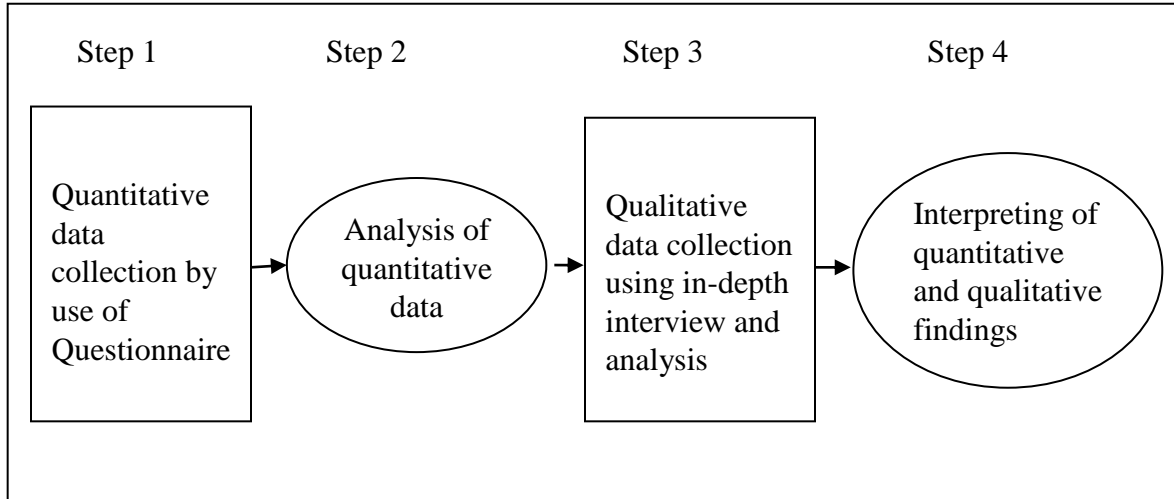 Step 1
Step 2
Step 3
Step 4
Quantitative
data
collection by
use of
Questionnaire
Analysis of
quantitative
data
Qualitative
data collection
using in-depth
interview and
analysis
Interpreting of
quantitative
and qualitative
findings